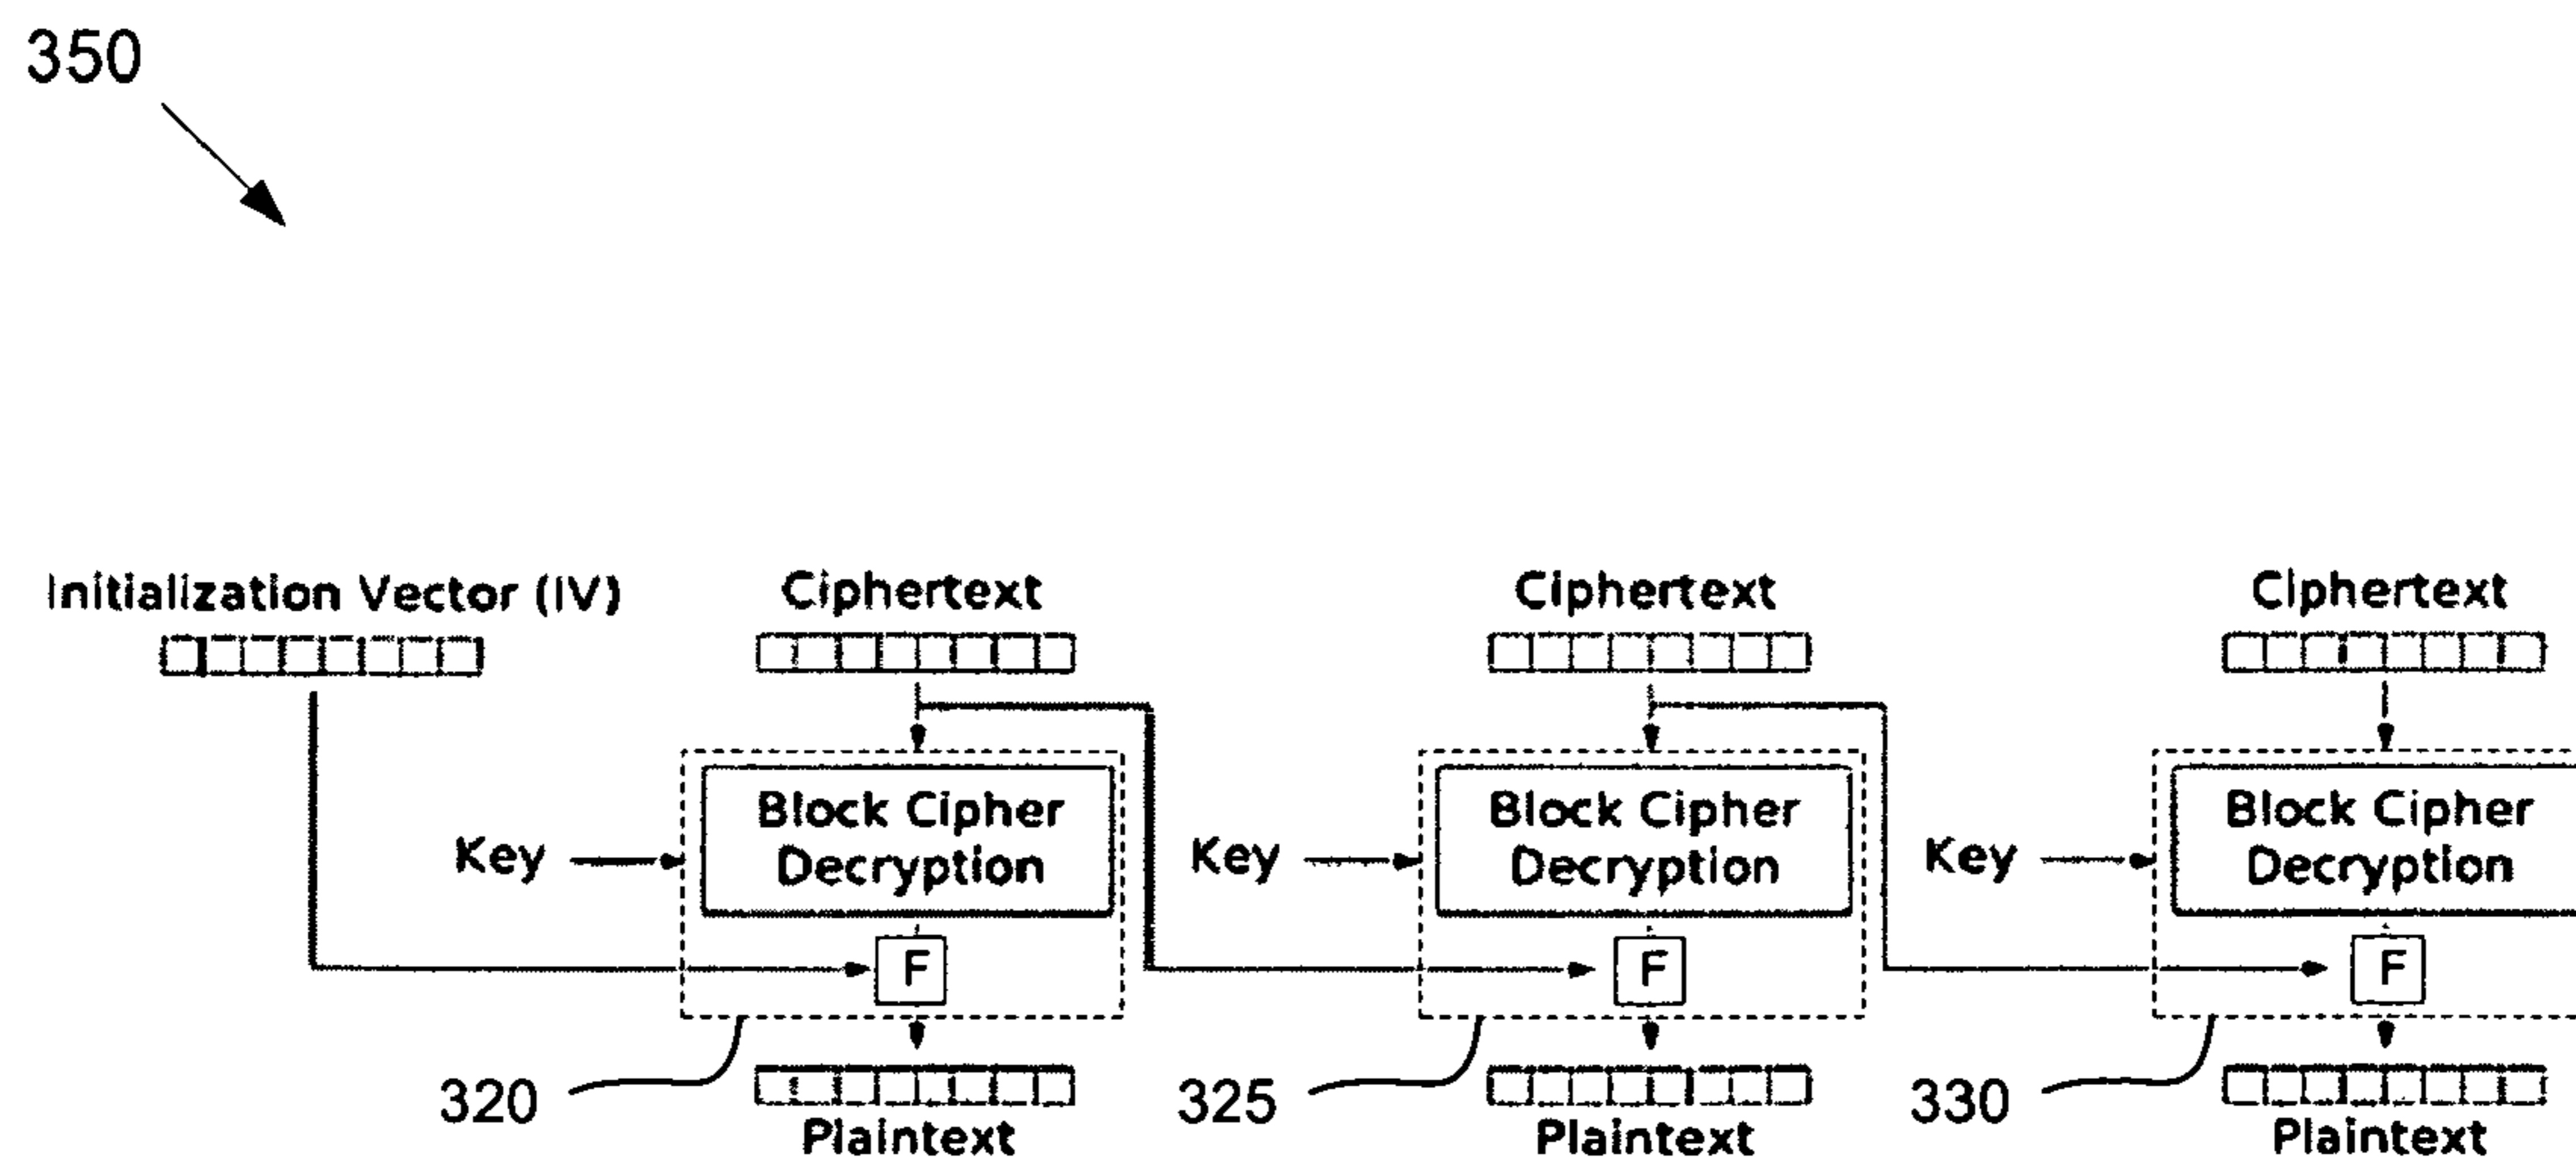 350
Initialization Vector (IV)
Ciphertext
Ciphertext
Ciphertext
Key
Block Cipher
Decryption
Key
Block Cipher
Decryption
Key
Block Cipher
Decryption
F
F
F
320
325
330
Plaintext
Plaintext
Plaintext